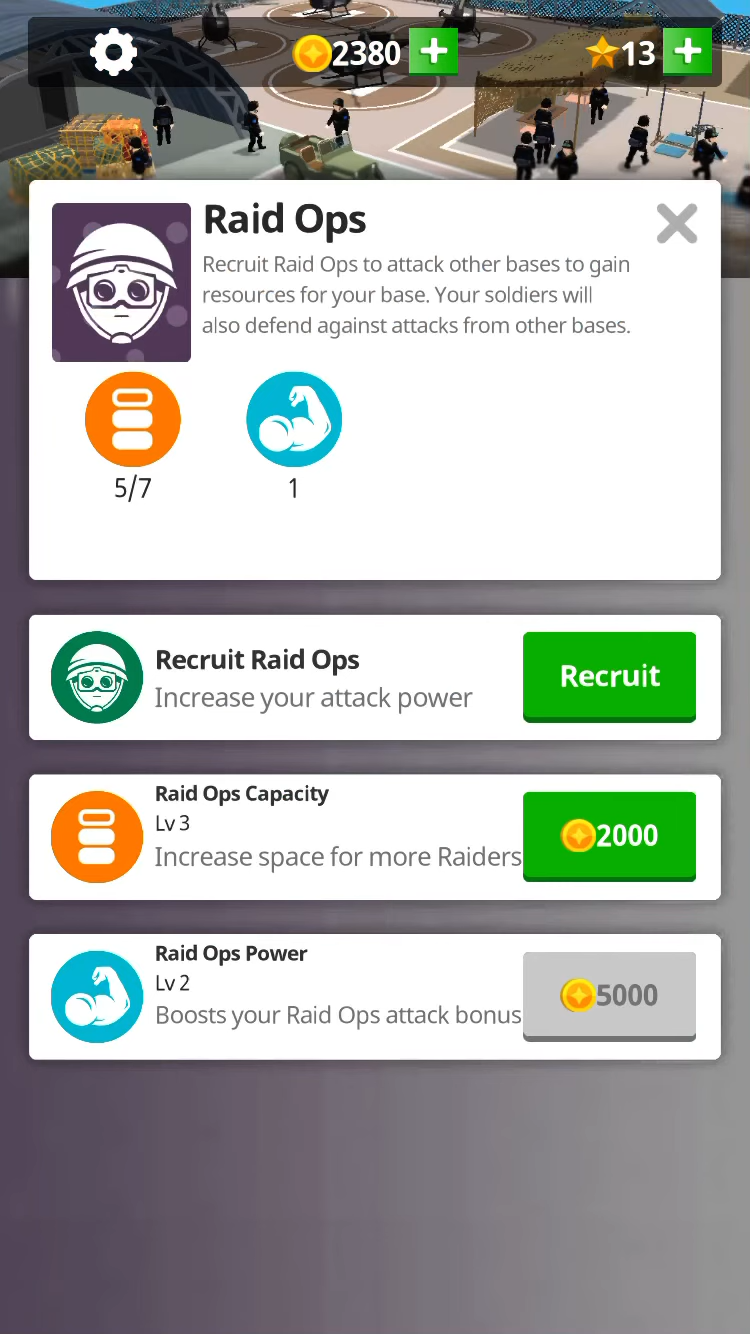 2380
13
Raid Ops
Recruit Raid Ops to attack other bases to gain
resources for your base. Your soldiers will
also defend against attacks from other bases.
5/7
1
Recruit Raid Ops
Increase your attack power
Recruit
Raid Ops Capacity
Lv 3
Increase space for more Raiders
2000
Raid Ops Power
Lv 2
Boosts your Raid Ops attack bonus
5000